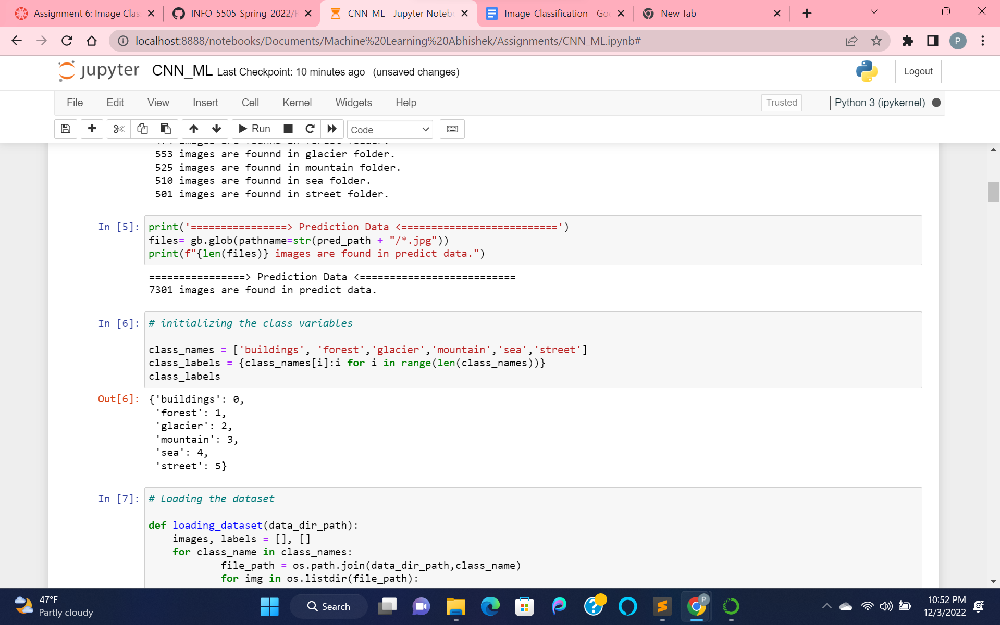 Assignment 6: Image Clas
INFO-5505-Spring-2022/F
CNN_ML - Jupyter Noteb
Image_Classification - Goo
New Tab
localhost:8888/notebooks/Documents/Machine%20Learning%20Abhishek/Assignments/CNN_ML.ipynb#
P
jupyter CNN_ML Last Checkpoint: 10 minutes ago (unsaved changes)
Logout
File Edit View Insert Cell Kernel Widgets Help
Trusted
Python 3 (ipykernel)
Run
Code
474 images are founnd in forest folder.
553 images are founnd in glacier folder.
525 images are founnd in mountain folder.
510 images are founnd in sea folder.
501 images are founnd in street folder.
In [5]:
print('================> Prediction Data <==========================')
files= gb.glob(pathname=str(pred_path + "/*.jpg"))
print(f"{len(files)} images are found in predict data.")
================> Prediction Data <==========================
7301 images are found in predict data.
In [6]:
# initializing the class variables
class_names = ['buildings', 'forest','glacier','mountain','sea','street']
class_labels = {class_names[i]:i for i in range(len(class_names))}
class_labels
Out[6]:
{'buildings': 0,
'forest': 1,
'glacier': 2,
'mountain': 3,
'sea': 4,
'street': 5}
In [7]:
# Loading the dataset
def loading_dataset(data_dir_path):
images, labels = [], []
for class_name in class_names:
file_path = os.path.join(data_dir_path,class_name)
for img in os.listdir(file_path):
47°F
Partly cloudy
Search
P
10:52 PM
12/3/2022